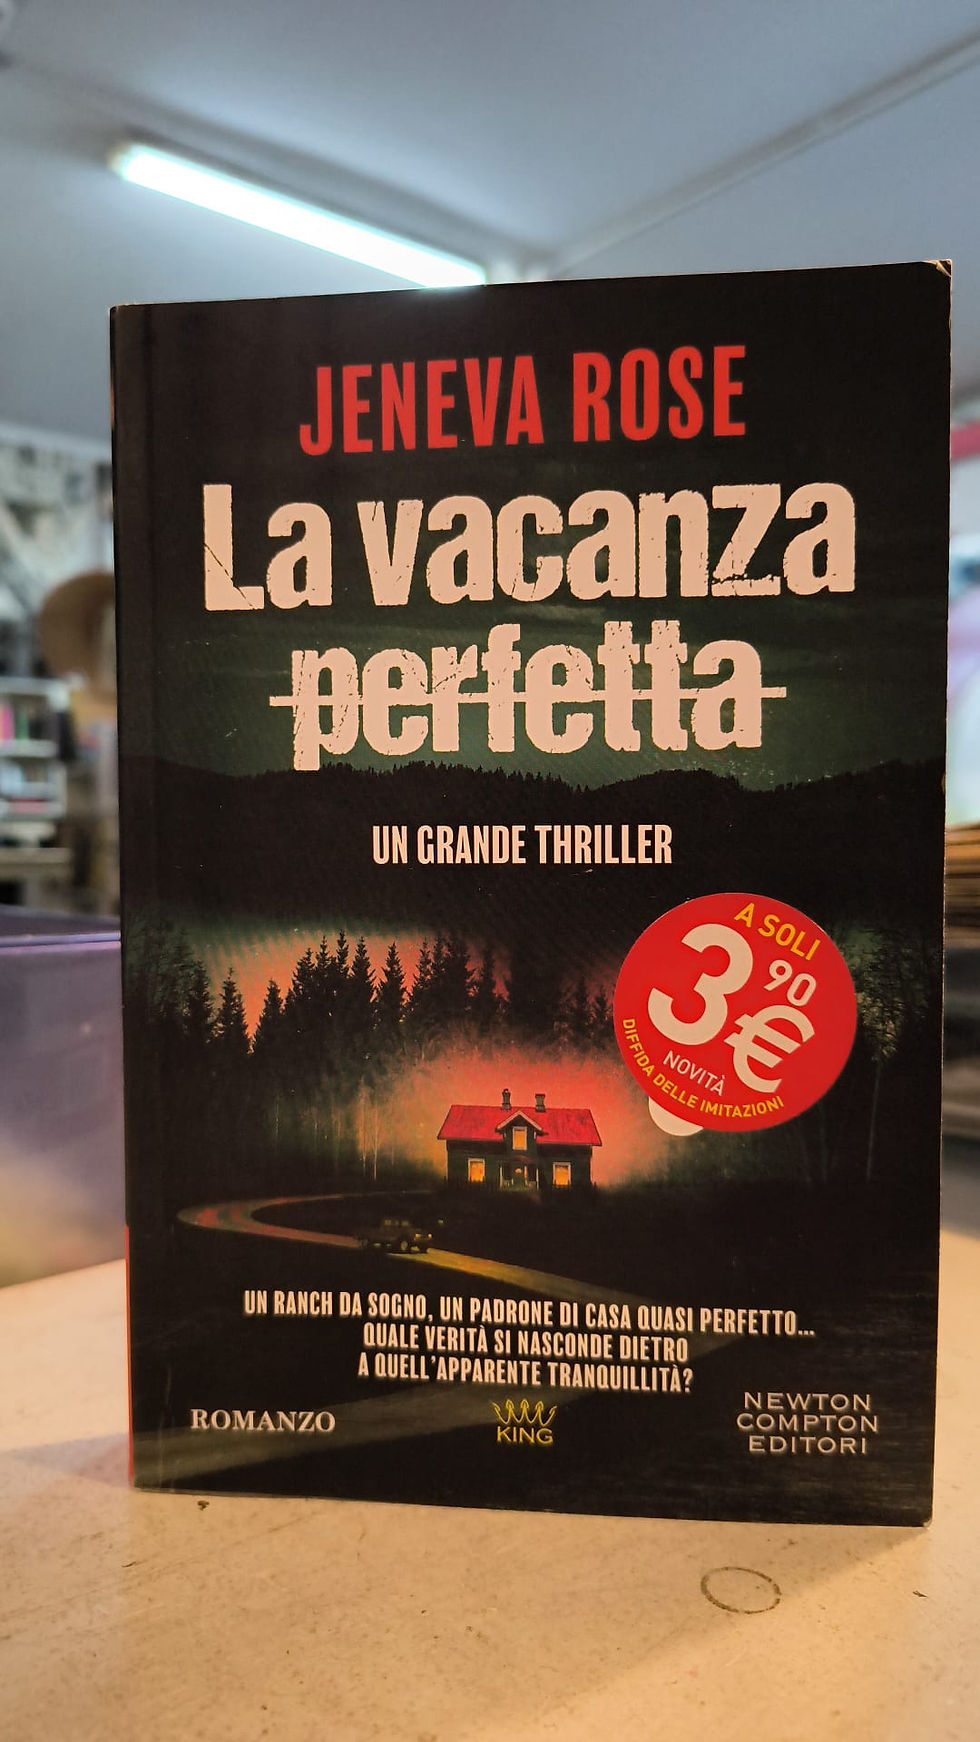 JENEVA ROSE
La vacanza
perfetta
UN GRANDE THRILLER
A SOLI
3 90
€
NOVITÀ
DIFFIDA DELLE IMITAZIONI
UN RANCH DA SOGNO, UN PADRONE DI CASA QUASI PERFETTO...
QUALE VERITÀ SI NASCONDE DIETRO
A QUELL'APPARENTE TRANQUILLITÀ?
ROMANZO
KING
NEWTON
COMPTON
EDITORI